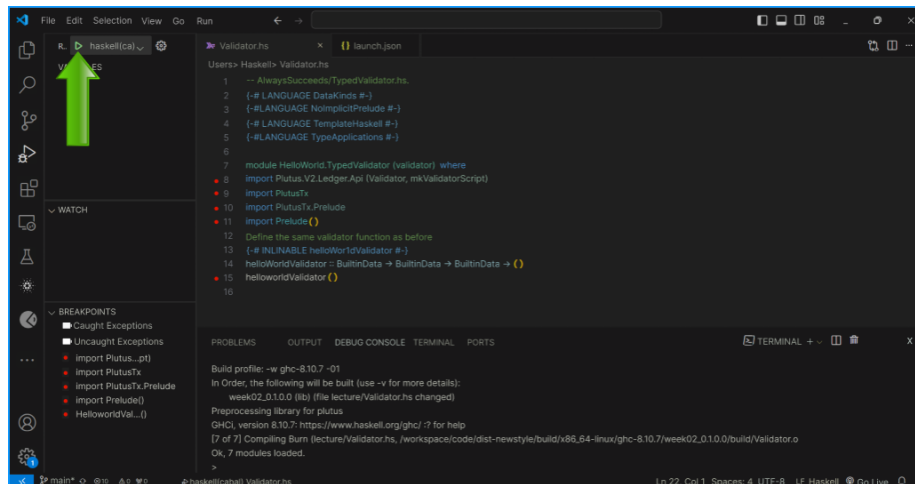 File Edit Selection View Go Run
R.. haskell(ca)
Validator.hs × {} launch.json
Users> Haskell> Validator.hs
1 -- AlwaysSucceeds/TypedValidator.hs.
2 {-# LANGUAGE DataKinds #-}
3 {-#LANGUAGE NoImplicitPrelude #-}
4 {-# LANGUAGE TemplateHaskell #-}
5 {-#LANGUAGE TypeApplications #-}
6
7 module HelloWorld.TypedValidator (validator) where
8 import Plutus.V2.Ledger.Api (Validator, mkValidatorScript)
9 import PlutusTx
10 import PlutusTx.Prelude
11 import Prelude()
12 Define the same validator function as before
13 {-# INLINABLE helloWor1dValidator #-}
14 helloWorldValidator :: BuiltinData → BuiltinData → BuiltinData → ()
15 helloworldValidator ()
16
WATCH
BREAKPOINTS
Caught Exceptions
Uncaught Exceptions
import Plutus...pt)
import PlutusTx
import PlutusTx.Prelude
import Prelude()
HelloworldVal...()
PROBLEMS OUTPUT DEBUG CONSOLE TERMINAL PORTS
TERMINAL + X
Build profile: -w ghc-8.10.7 -01
In Order, the following will be built (use -v for more details):
week02_0.1.0.0 (lib) (file lecture/Validator.hs changed)
Preprocessing library for plutus
GHCi, version 8.10.7: https://www.haskell.org/ghc/ :? for help
[7 of 7] Compiling Burn (lecture/Validator.hs, /workspace/code/dist-newstyle/build/x86_64-linux/ghc-8.10.7/week02_0.1.0.0/build/Validator.o
Ok, 7 modules loaded.
>
1
main* 0 0 haskell(cabal) Validator.hs
Ln 22, Col 1 Spaces: 4 UTF-8 LF Haskell Go Live